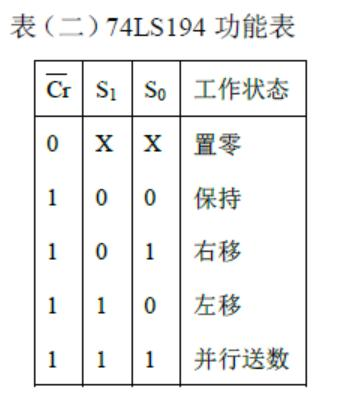 表（二）74LS194 功能表
C̅r S₁ S₀ 工作状态
0 X X 置零
1 0 0 保持
1 0 1 右移
1 1 0 左移
1 1 1 并行送数